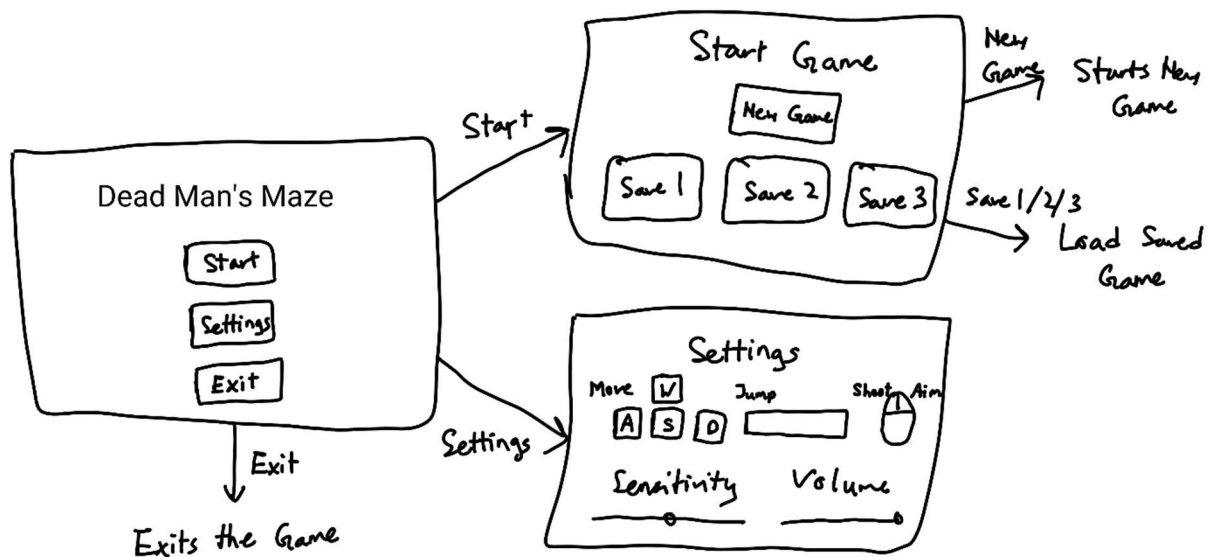 Dead Man's Maze
Start
Settings
Exit
Exit
Exits the Game
Start
Settings
Start Game
New Game
Save 1
Save 2
Save 3
New
Game
Starts New
Game
Save 1/2/3
Load Saved
Game
Settings
Move
W
A S D
Jump
Shoot
Aim
Sensitivity
Volume